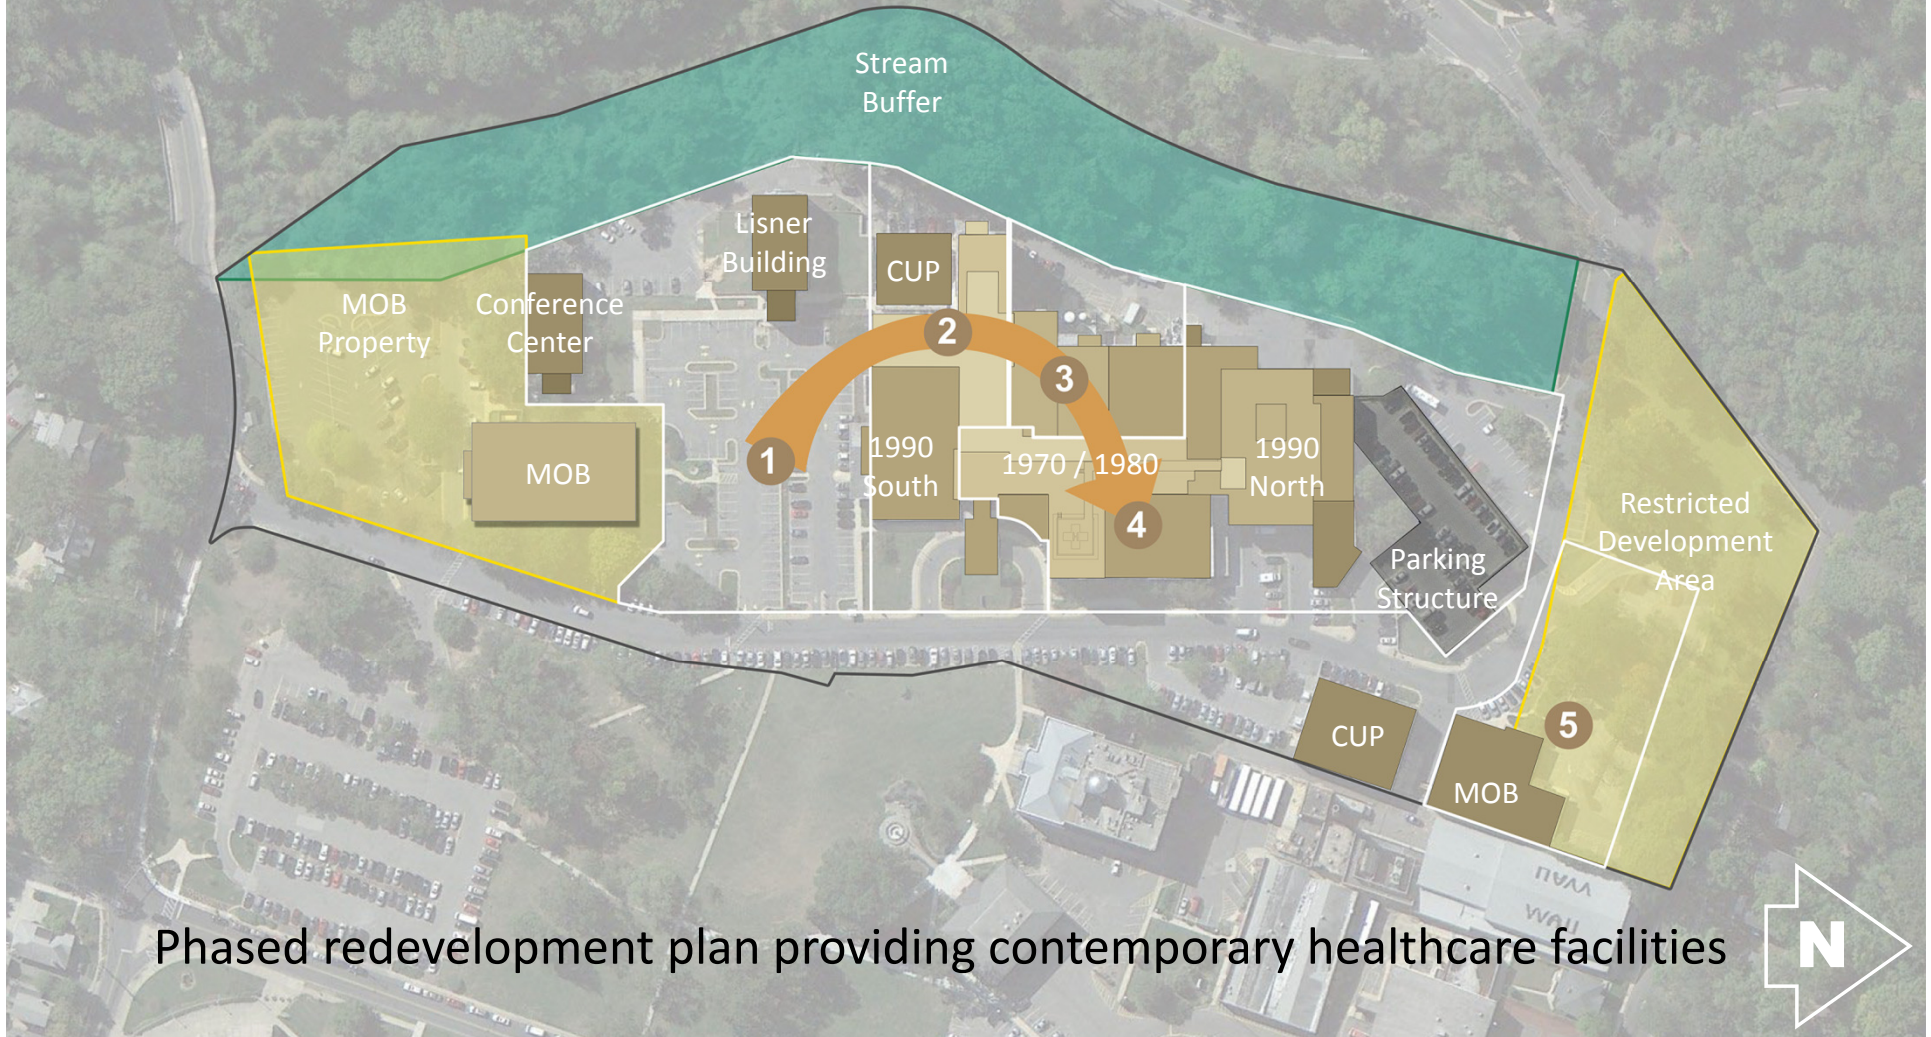 Stream
Buffer
Lisner
Building
CUP
MOB
Property
Conference
Center
2
3
1
1990
South
1970 / 1980
1990
North
MOB
4
Restricted
Development
Area
Parking
Structure
5
CUP
MOB
Phased redevelopment plan providing contemporary healthcare facilities
N